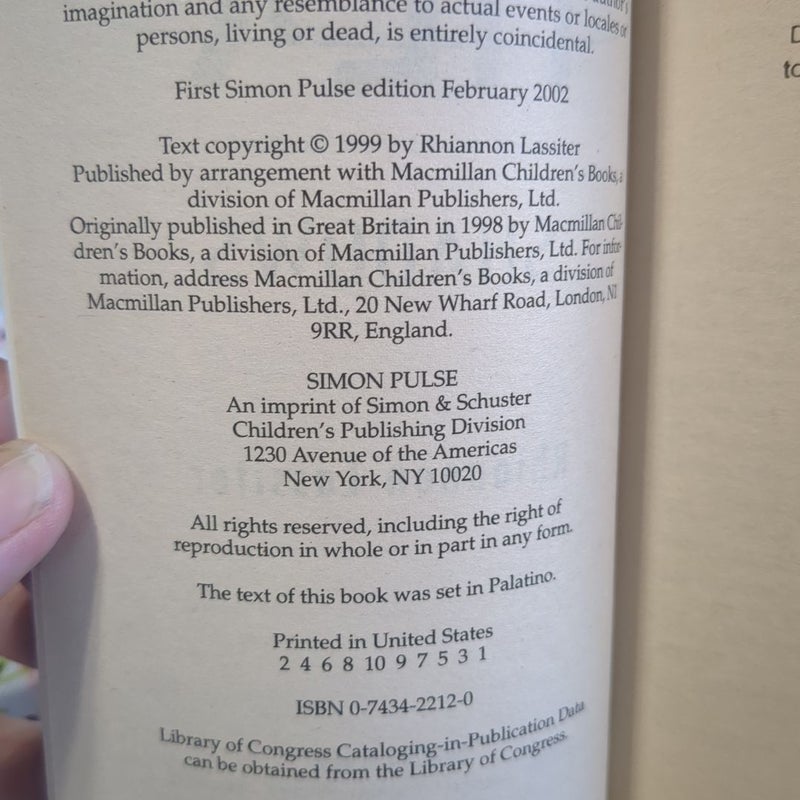 imagination and any resemblance to actual events or locales or
persons, living or dead, is entirely coincidental.
First Simon Pulse edition February 2002
Text copyright © 1999 by Rhiannon Lassiter
Published by arrangement with Macmillan Children's Books, a
division of Macmillan Publishers, Ltd.
Originally published in Great Britain in 1998 by Macmillan Chil-
dren's Books, a division of Macmillan Publishers, Ltd. For infor-
mation, address Macmillan Children's Books, a division of
Macmillan Publishers, Ltd., 20 New Wharf Road, London, N1
9RR, England.
SIMON PULSE
An imprint of Simon & Schuster
Children's Publishing Division
1230 Avenue of the Americas
New York, NY 10020
All rights reserved, including the right of
reproduction in whole or in part in any form.
The text of this book was set in Palatino.
Printed in United States
2 4 6 8 10 9 7 5 3 1
ISBN 0-7434-2212-0
Library of Congress Cataloging-in-Publication Data
can be obtained from the Library of Congress.